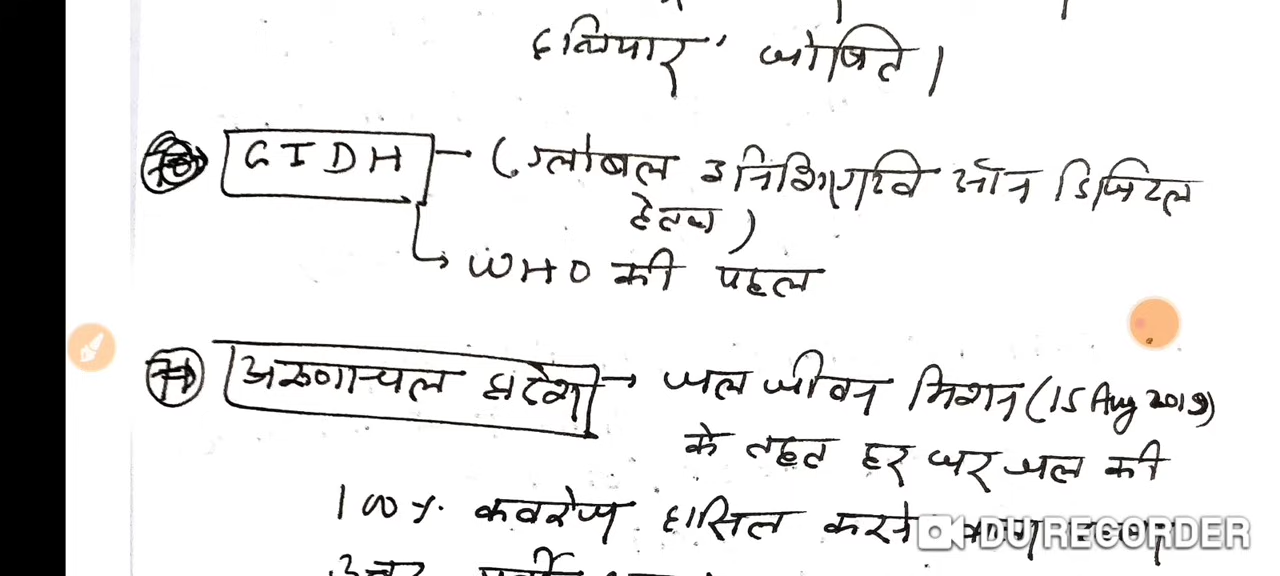 हथियार' घोषित।
GIDH – (ग्लोबल इनिशिएटिव ऑन डिजिटल
हेल्थ)
→ WHO की पहल
अरुणाचल प्रदेश → जल जीवन मिशन (15 Aug 2019)
के तहत हर घर जल की
100% कवरेज हासिल करने वाला
DU RECORDER